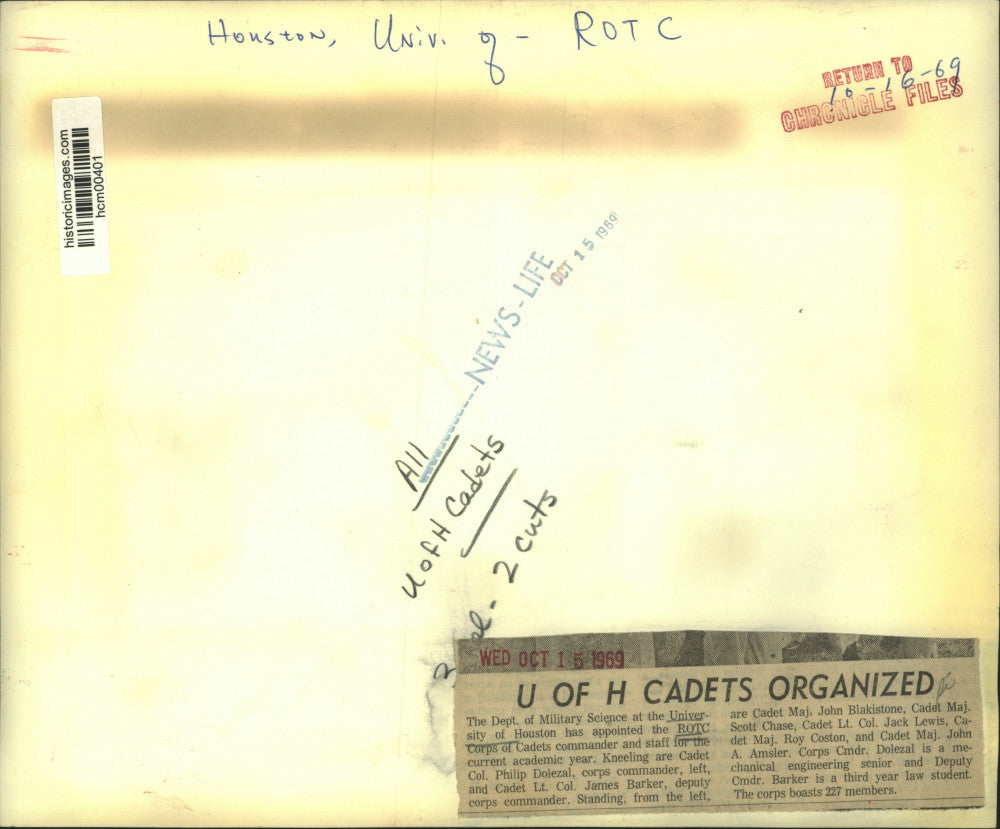 Houston, Univ. of - ROTC
RETURN TO
10-16-69
CHRONICLE FILES
historicimages.com
hcm00401
NEWS-LIFE
OCT 15 1969
All
U of H Cadets
2 cuts
WED OCT 15 1969
U OF H CADETS ORGANIZED
The Dept. of Military Science at the Univer-
sity of Houston has appointed the ROTC
Corps of Cadets commander and staff for the
current academic year. Kneeling are Cadet
Col. Philip Dolezal, corps commander, left,
and Cadet Lt. Col. James Barker, deputy
corps commander. Standing, from the left,
are Cadet Maj. John Blakistone, Cadet Maj.
Scott Chase, Cadet Lt. Col. Jack Lewis, Ca-
det Maj. Roy Coston, and Cadet Maj. John
A. Amsler. Corps Cmdr. Dolezal is a me-
chanical engineering senior and Deputy
Cmdr. Barker is a third year law student.
The corps boasts 227 members.